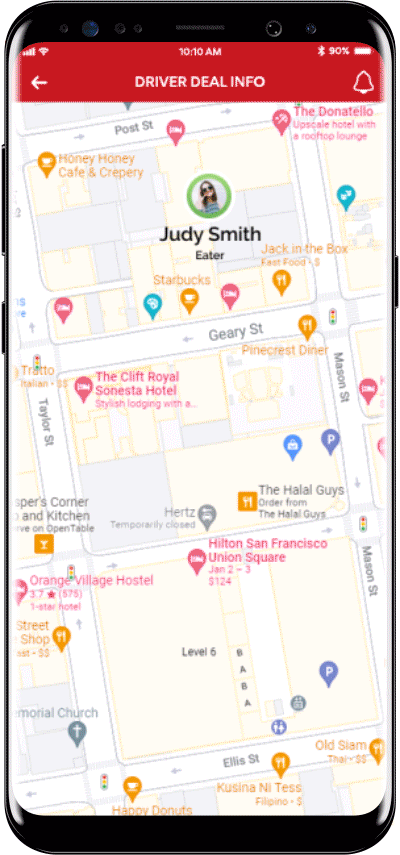 10:10 AM
90%
DRIVER DEAL INFO
The Donatello
Upscale hotel with
a rooftop lounge
Post St
Honey Honey
Cafe & Crepery
Judy Smith
Eater
Jack in the Box
Fast Food • $
Starbucks
Geary St
Pinecrest Diner
Tratto
Italian • $$
The Clift Royal
Sonesta Hotel
Stylish lodging with a...
Mason St
Taylor St
P
The Halal Guys
Order from
The Halal Guys
sper's Corner
p and Kitchen
erve on OpenTable
Hertz
Temporarily closed
Hilton San Francisco
Union Square
Jan 2 – 3
$124
Mason St
Orange Village Hostel
3.7 ★ (575)
1-star hotel
Street
Shop
est • $$
Level 6
B
A
B
A
P
morial Church
Ellis St
Old Siam
Thai • $$
Kusina Ni Tess
Filipino • $
Happy Donuts